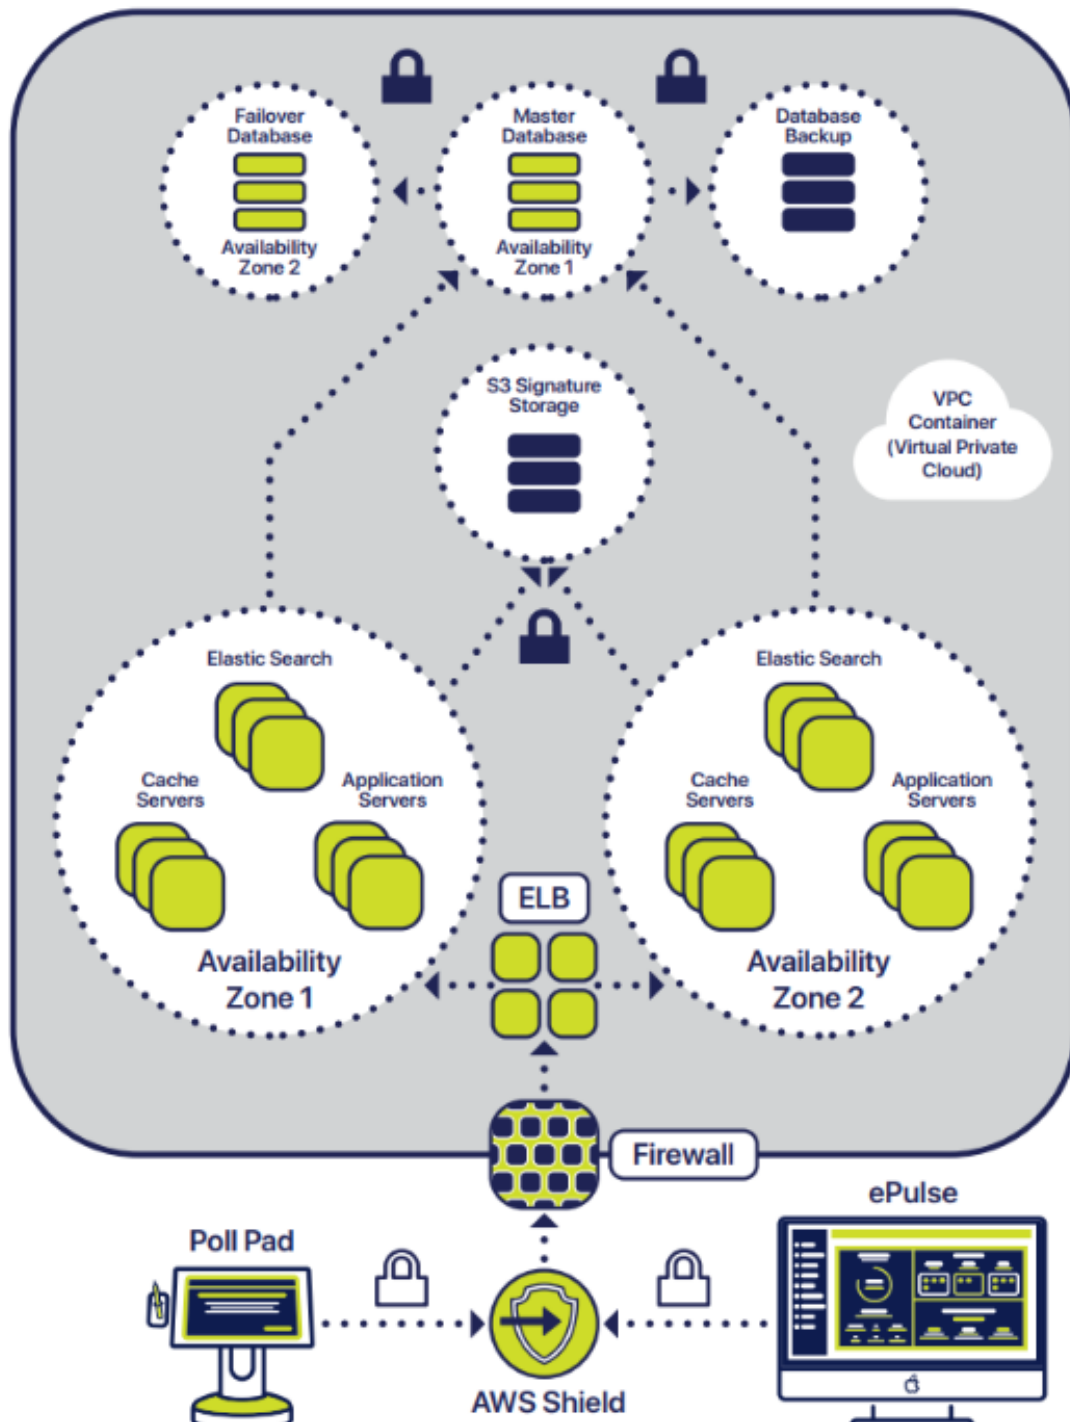 Failover
Database
Availability
Zone 2
Master
Database
Availability
Zone 1
Database
Backup
S3 Signature
Storage
VPC
Container
(Virtual Private
Cloud)
Elastic Search
Cache
Servers
Application
Servers
Availability
Zone 1
Elastic Search
Cache
Servers
Application
Servers
Availability
Zone 2
ELB
Firewall
Poll Pad
ePulse
AWS Shield